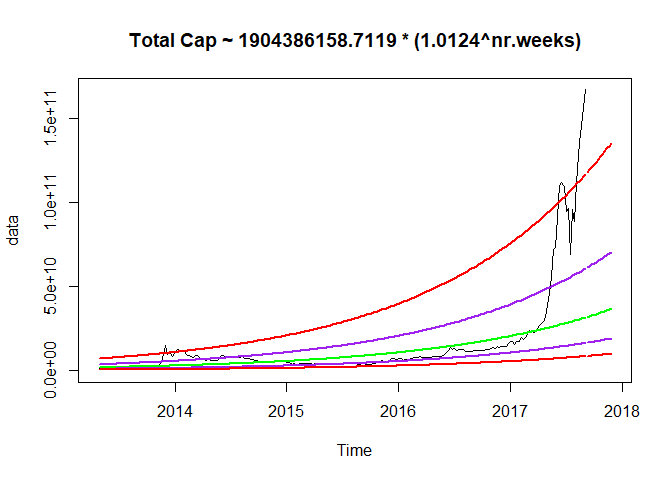 Total Cap ~ 1904386158.7119 * (1.0124^nr.weeks)
data
1.5e+11
1.0e+11
5.0e+10
0.0e+00
2014 2015 2016 2017 2018
Time